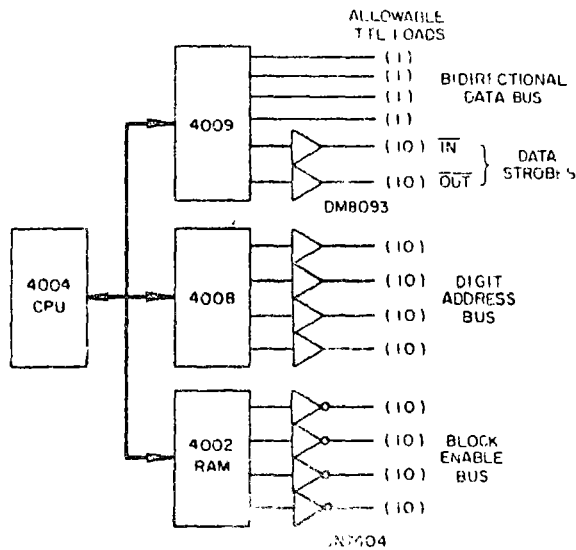 ALLOWABLE
TTL LOADS
(1)
(1)
(1)
(1)
BIDIRECTIONAL
DATA BUS
4009
(10) IN
(10) OUT
DATA
STROBES
DM8093
4004
CPU
4008
(10)
(10)
(10)
(10)
DIGIT
ADDRESS
BUS
4002
RAM
(10)
(10)
(10)
(10)
BLOCK
ENABLE
BUS
N7404